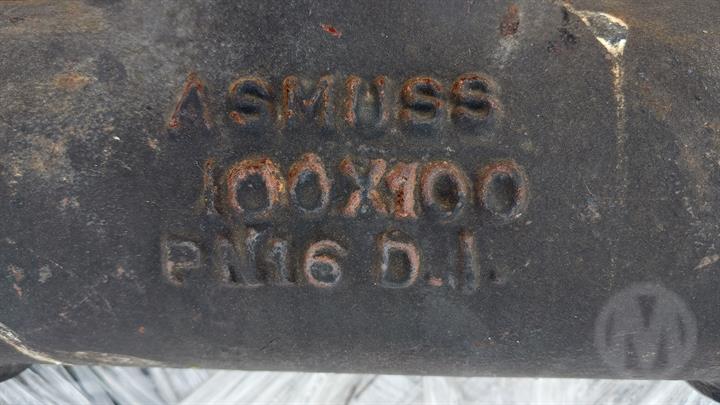 ASMUSS
100X100
PN16 D.I.
M